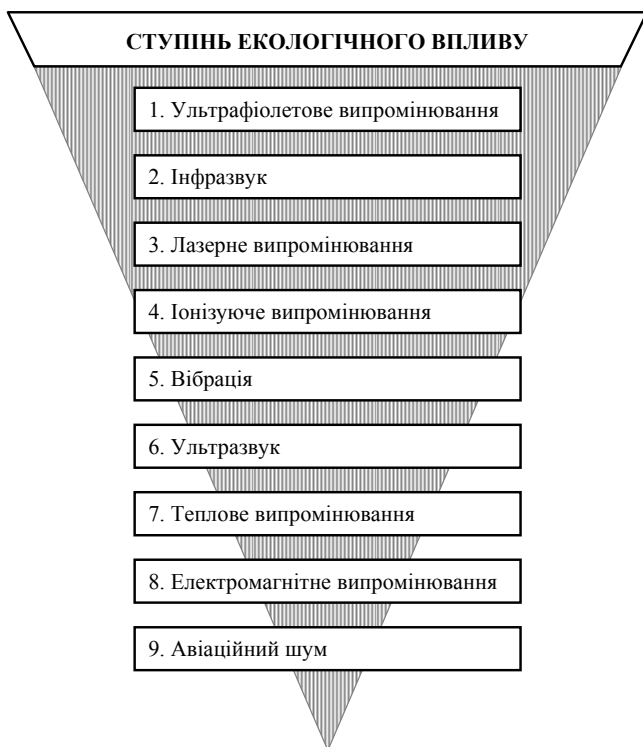 СТУПІНЬ ЕКОЛОГІЧНОГО ВПЛИВУ
1. Ультрафіолетове випромінювання
2. Інфразвук
3. Лазерне випромінювання
4. Іонізуюче випромінювання
5. Вібрація
6. Ультразвук
7. Теплове випромінювання
8. Електромагнітне випромінювання
9. Авіаційний шум